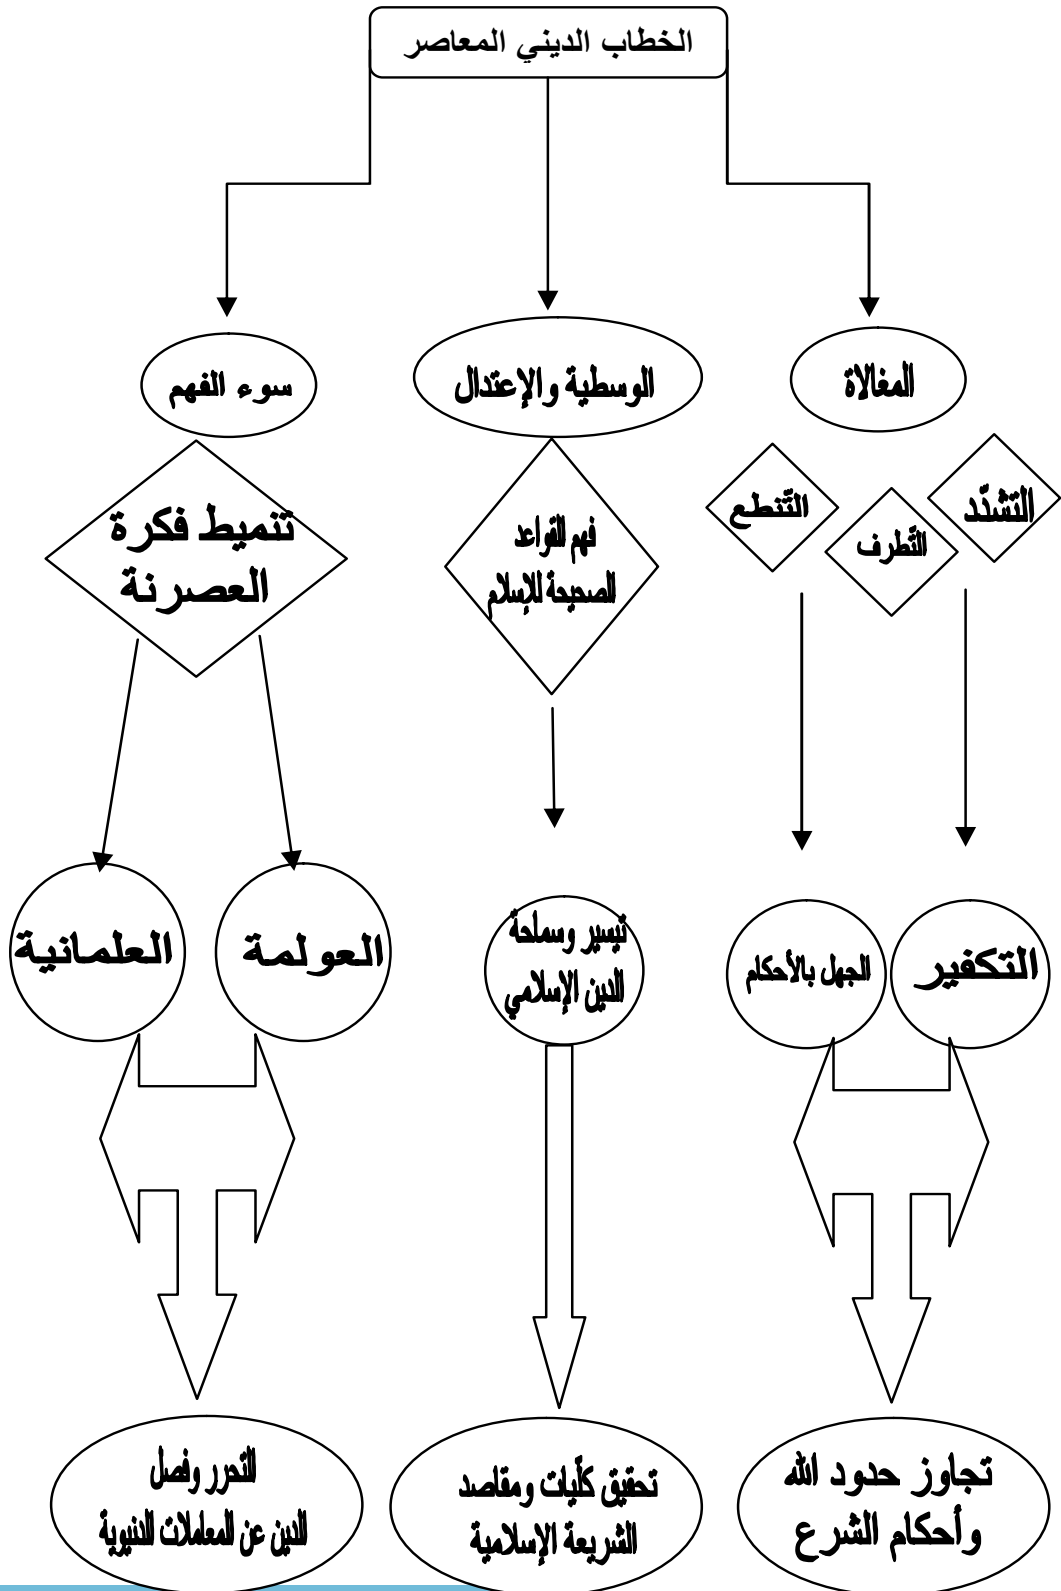 الخطاب الديني المعاصر
المغالاة
الوسطية والإعتدال
سوء الفهم
التشدّد
التّطرف
التّنطع
فهم القواعد
الصحيحة للإسلام
تنميط فكرة
العصرنة
التكفير
الجهل بالأحكام
تيسير وسماحة
الدين الإسلامي
العولمة
العلمانية
تجاوز حدود الله
وأحكام الشرع
تحقيق كلّيات ومقاصد
الشريعة الإسلامية
التحرر وفصل
الدين عن المعاملات الدنيوية